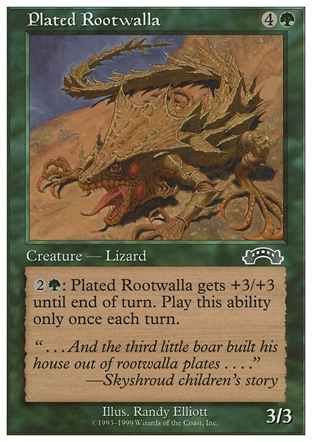 Plated Rootwalla 4
Creature — Lizard
2 : Plated Rootwalla gets +3/+3
until end of turn. Play this ability
only once each turn.
“ . . .And the third little boar built his
house out of rootwalla plates . . . .”
—Skyshroud children's story
Illus. Randy Elliott
©1993–1999 Wizards of the Coast, Inc.
3/3